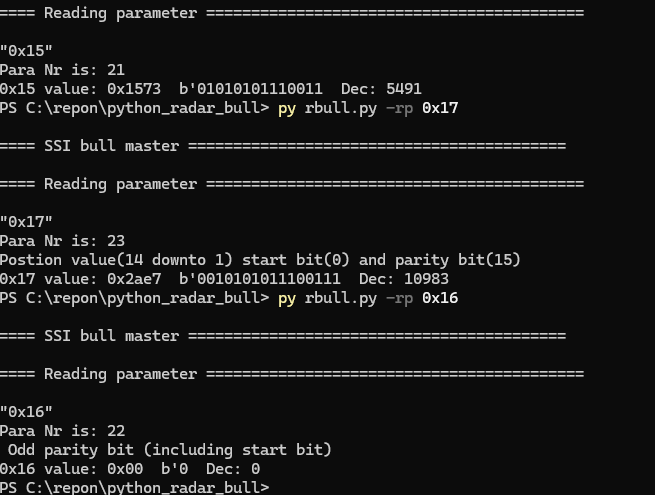 ==== Reading parameter ==========================================
"0x15"
Para Nr is: 21
0x15 value: 0x1573  b'01010101110011  Dec: 5491
PS C:\repon\python_radar_bull> py rbull.py -rp 0x17
==== SSI bull master ==========================================
==== Reading parameter ==========================================
"0x17"
Para Nr is: 23
Postion value(14 downto 1) start bit(0) and parity bit(15)
0x17 value: 0x2ae7  b'0010101011100111  Dec: 10983
PS C:\repon\python_radar_bull> py rbull.py -rp 0x16
==== SSI bull master ==========================================
==== Reading parameter ==========================================
"0x16"
Para Nr is: 22
 Odd parity bit (including start bit)
0x16 value: 0x00  b'0  Dec: 0
PS C:\repon\python_radar_bull>